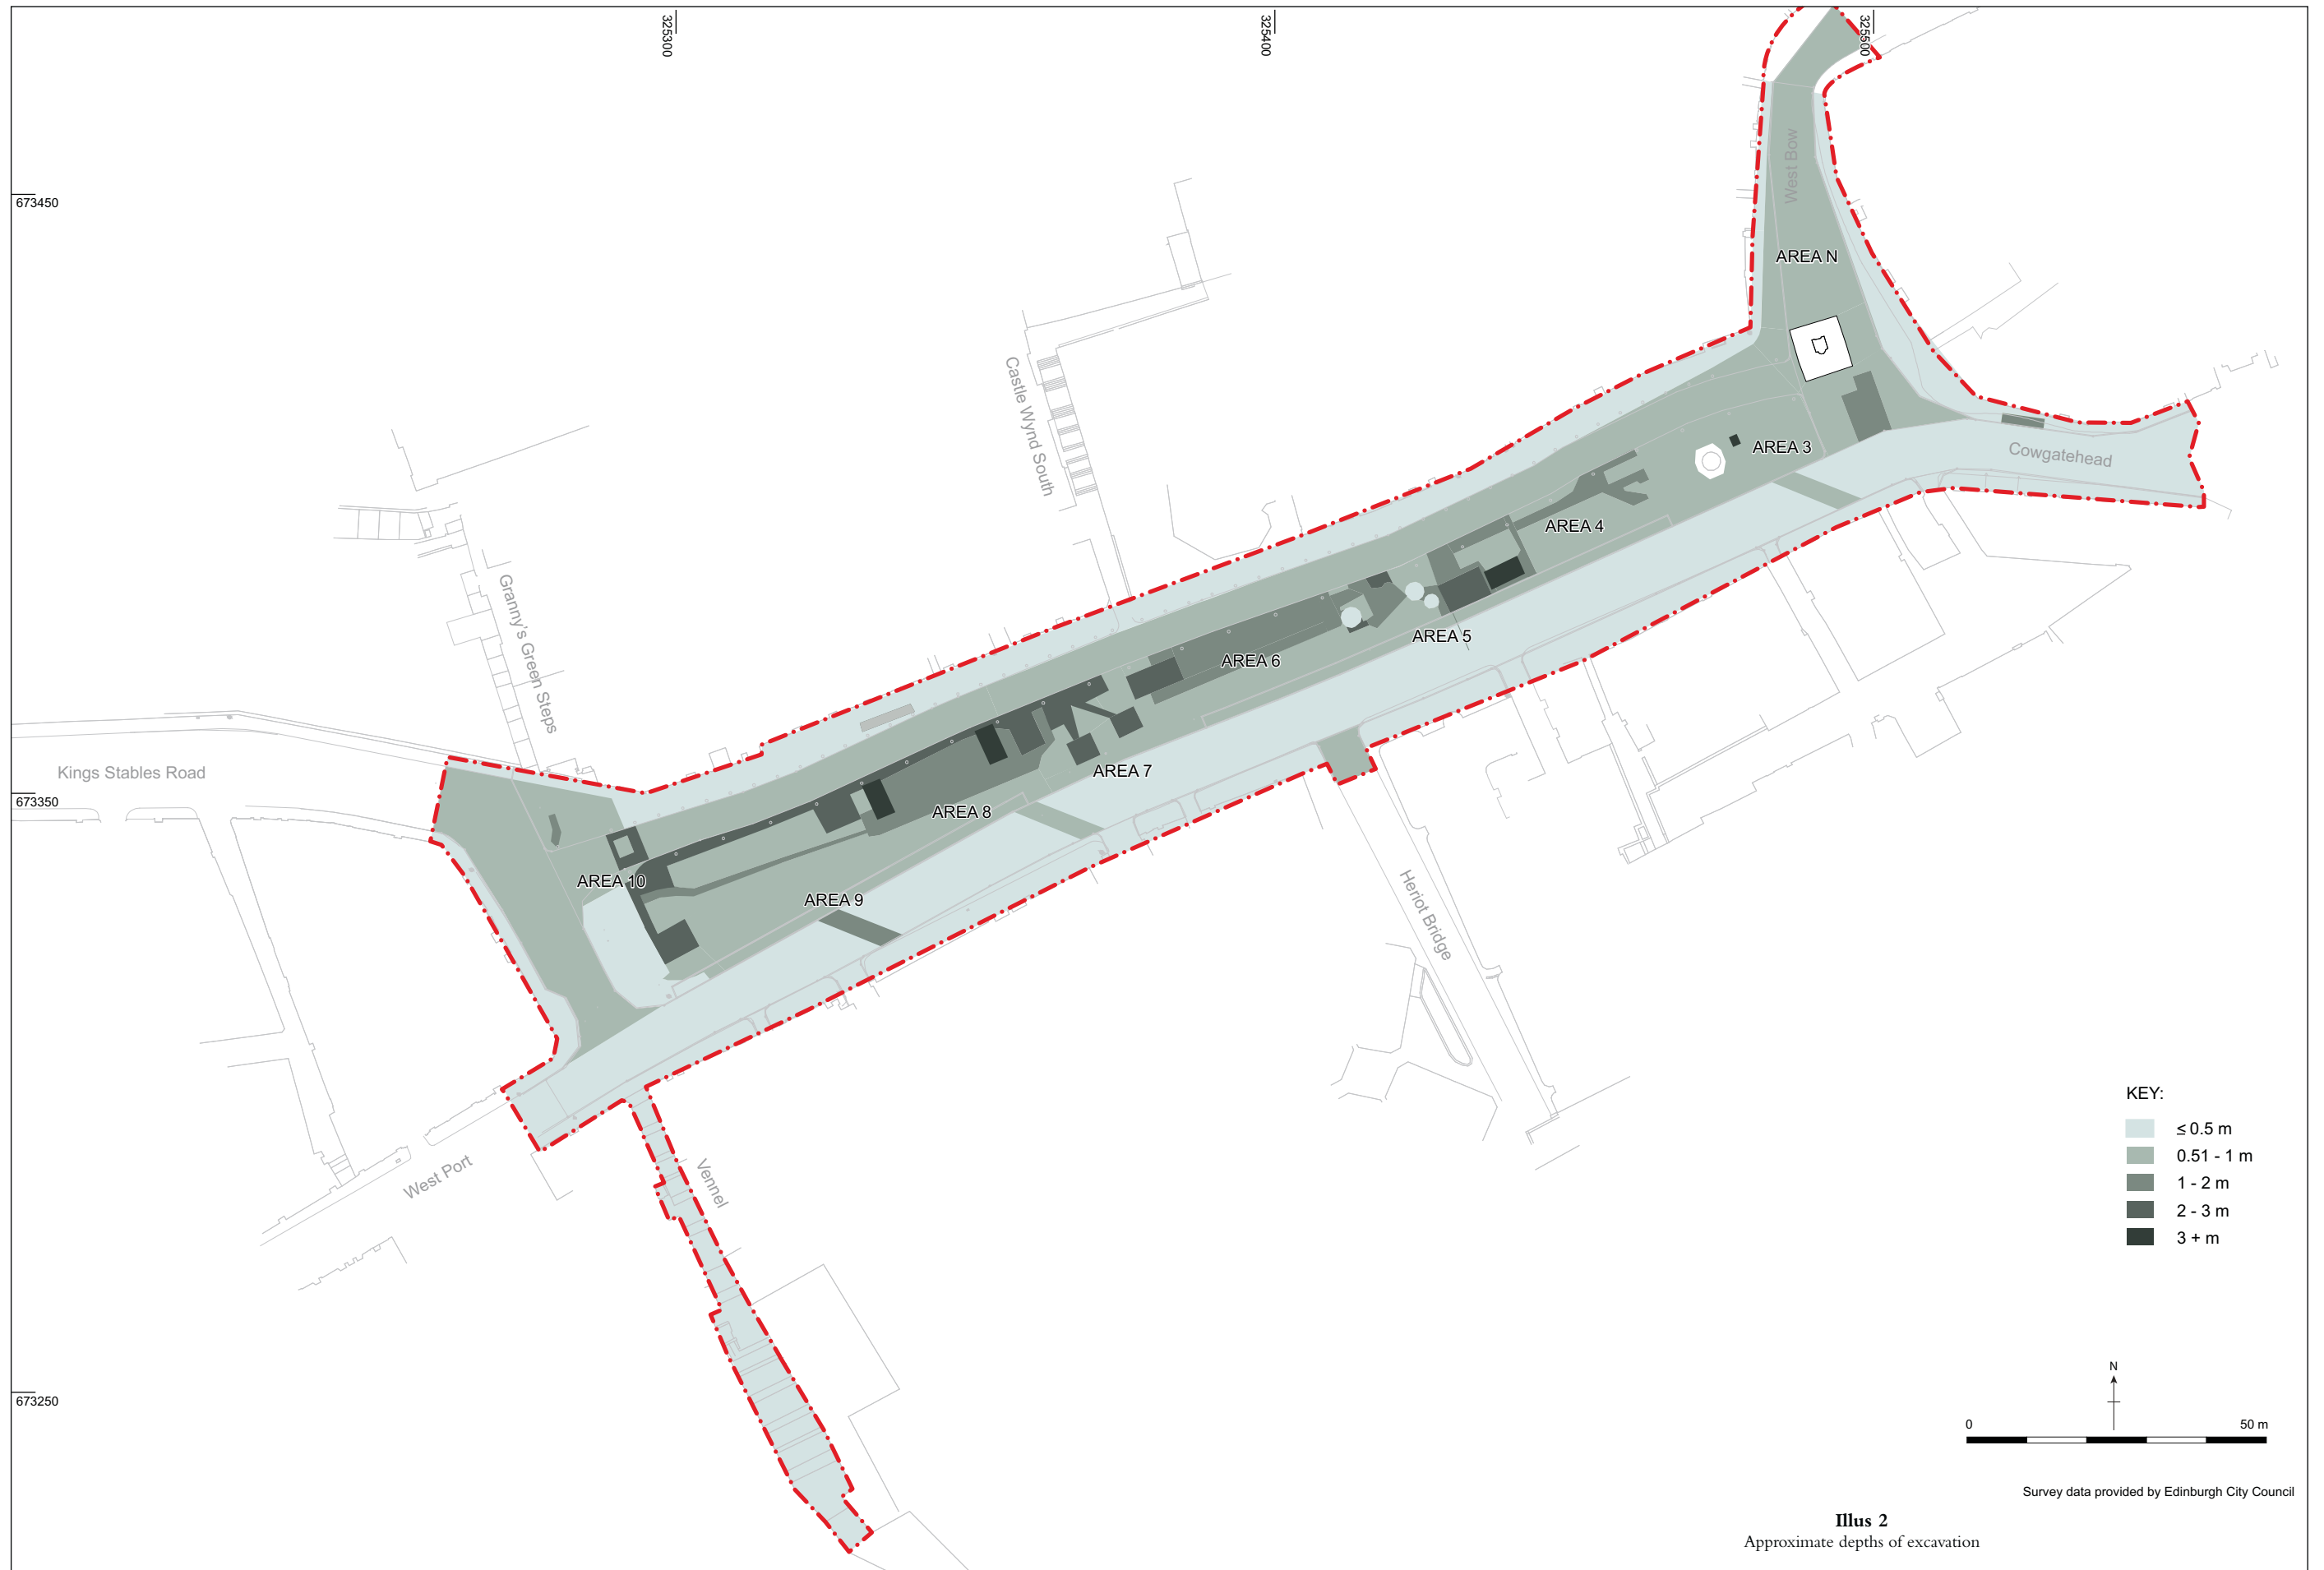 325300
325400
325500
673450
West Bow
AREA N
Castle Wynd South
AREA 3
Cowgatehead
AREA 4
Granny's Green Steps
AREA 5
AREA 6
Kings Stables Road
AREA 7
673350
AREA 8
AREA 10
AREA 9
Heriot Bridge
West Port
Vennel
KEY:
≤ 0.5 m
0.51 - 1 m
1 - 2 m
2 - 3 m
3 + m
673250
N
0 50 m
Survey data provided by Edinburgh City Council
Illus 2
Approximate depths of excavation